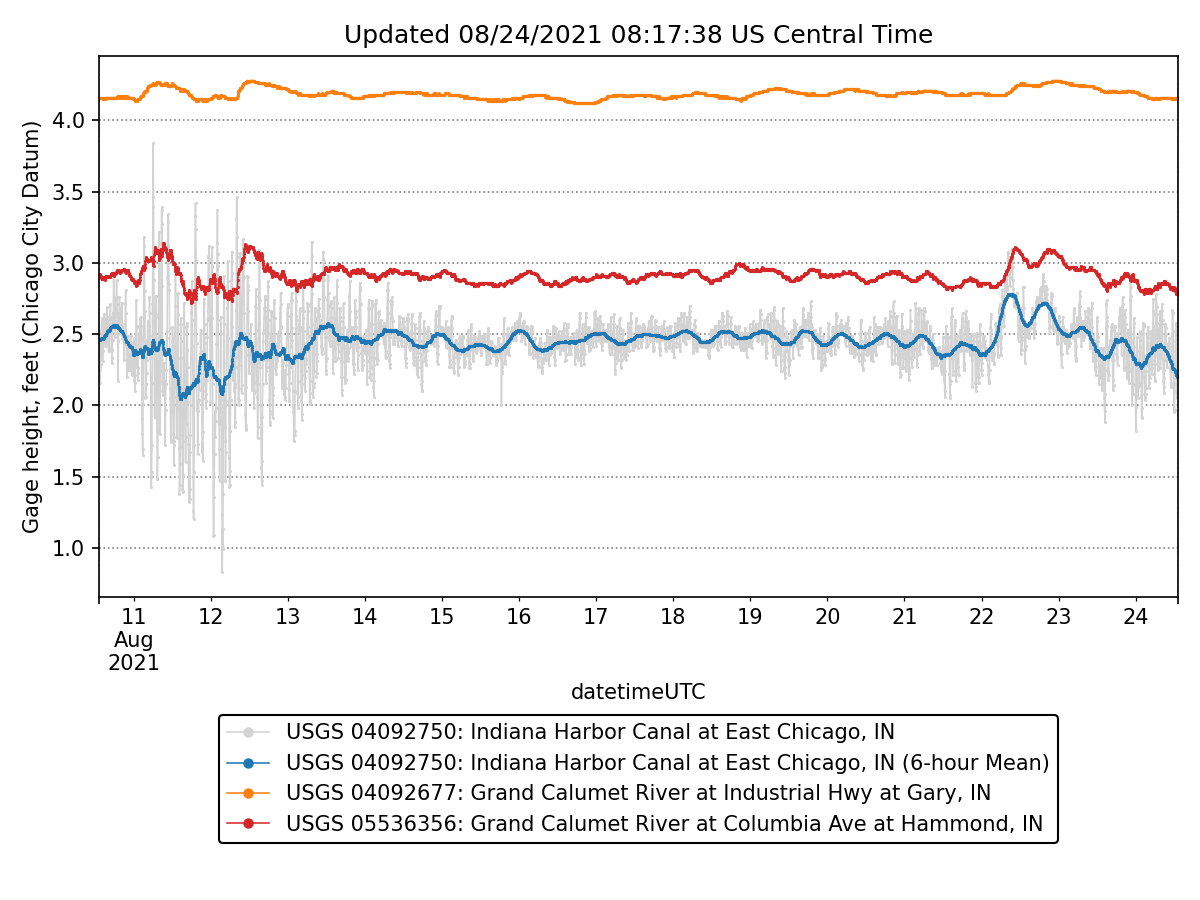 Updated 08/24/2021 08:17:38 US Central Time
Gage height, feet (Chicago City Datum)
4.0
3.5
3.0
2.5
2.0
1.5
1.0
11 12 13 14 15 16 17 18 19 20 21 22 23 24
Aug
2021
datetimeUTC
USGS 04092750: Indiana Harbor Canal at East Chicago, IN
USGS 04092750: Indiana Harbor Canal at East Chicago, IN (6-hour Mean)
USGS 04092677: Grand Calumet River at Industrial Hwy at Gary, IN
USGS 05536356: Grand Calumet River at Columbia Ave at Hammond, IN